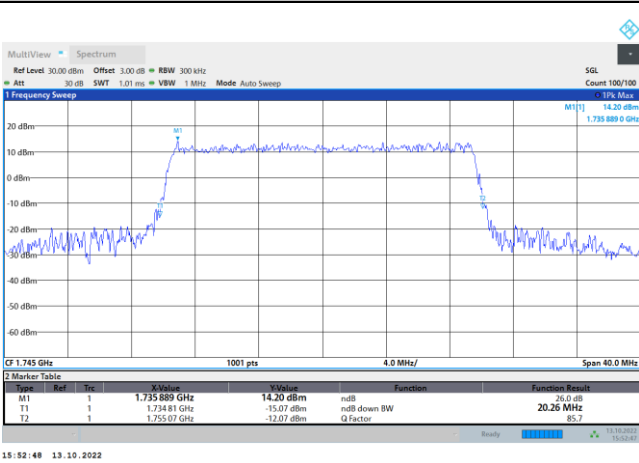 MultiView Spectrum
Ref Level 30.00 dBm Offset 3.00 dB RBW 300 kHz SGL
Att 30 dB SWT 1.01 ms VBW 1 MHz Mode Auto Sweep Count 100/100
1 Frequency Sweep 1Pk Max
M1[1] 14.20 dBm
1.735 889 0 GHz
20 dBm
M1
10 dBm
0 dBm
-10 dBm
T1 T2
-20 dBm
-30 dBm
-40 dBm
-50 dBm
-60 dBm
CF 1.745 GHz 1001 pts 4.0 MHz/ Span 40.0 MHz
2 Marker Table
Type Ref Trc X-Value Y-Value Function Function Result
M1 1 1.735 889 GHz 14.20 dBm ndB 26.0 dB
T1 1 1.734 81 GHz -15.07 dBm ndB down BW 20.26 MHz
T2 1 1.755 07 GHz -12.07 dBm Q Factor 85.7
Ready 13.10.2022
15:52:47
15:52:48 13.10.2022